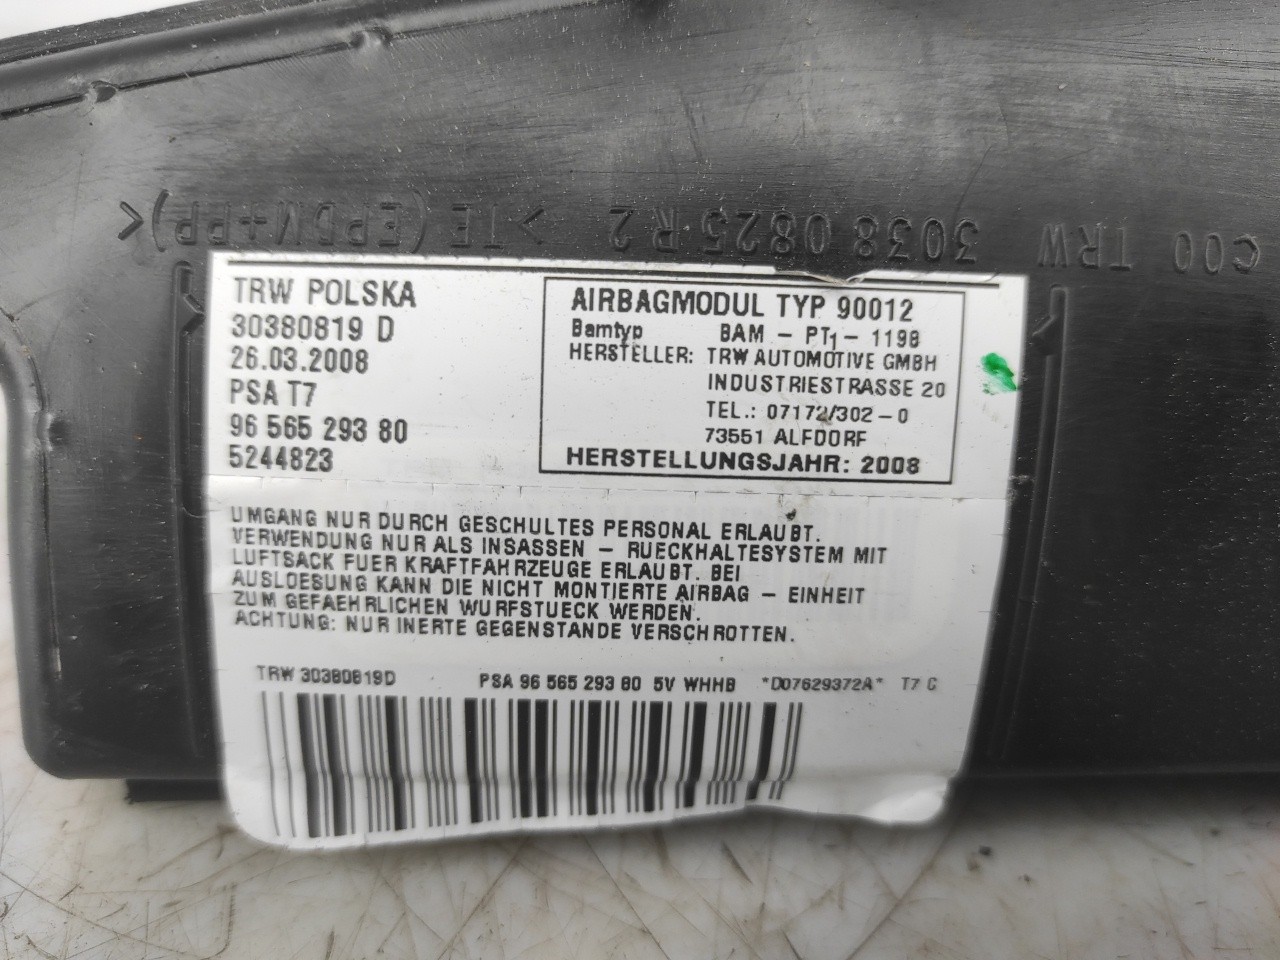 C00 TRW 3038 0825 R2 >TE(EPDM+PP)<
TRW POLSKA
30380819 D
26.03.2008
PSA T7
96 565 293 80
5244823
AIRBAGMODUL TYP 90012
Bamtyp BAM - PT1 - 1198
HERSTELLER: TRW AUTOMOTIVE GMBH
INDUSTRIESTRASSE 20
TEL.: 07172/302-0
73551 ALFDORF
HERSTELLUNGSJAHR: 2008
UMGANG NUR DURCH GESCHULTES PERSONAL ERLAUBT.
VERWENDUNG NUR ALS INSASSEN - RUECKHALTESYSTEM MIT
LUFTSACK FUER KRAFTFAHRZEUGE ERLAUBT. BEI
AUSLOESUNG KANN DIE NICHT MONTIERTE AIRBAG - EINHEIT
ZUM GEFAEHRLICHEN WURFSTUECK WERDEN.
ACHTUNG: NUR INERTE GEGENSTANDE VERSCHROTTEN.
TRW 30380819D PSA 96 565 293 80 5V WHHB *D07629372A* T7 C